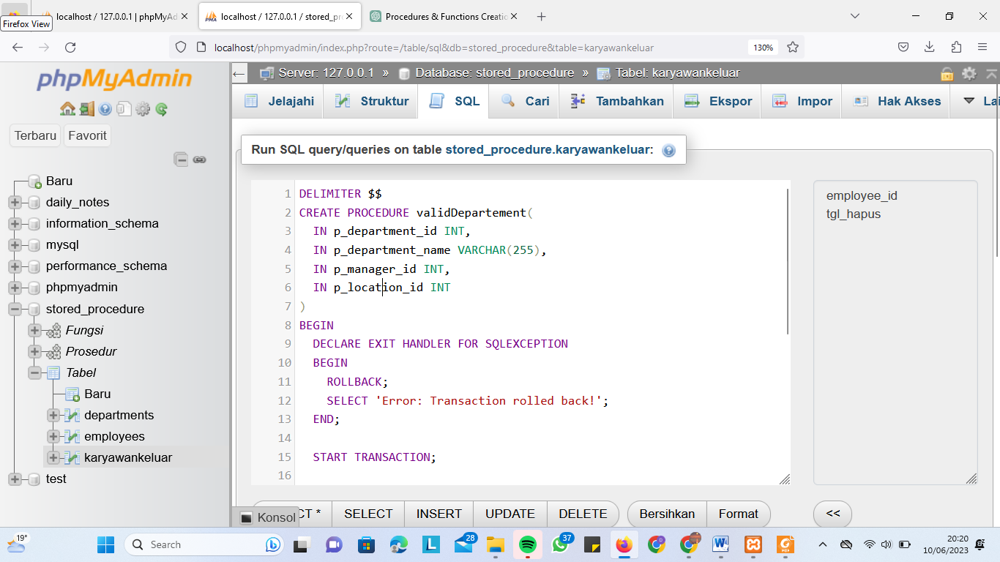 localhost / 127.0.0.1 | phpMyAd
localhost / 127.0.0.1 / stored_pro
Procedures & Functions Creatio
Firefox View
localhost/phpmyadmin/index.php?route=/table/sql&db=stored_procedure&table=karyawankeluar
130%
phpMyAdmin
Terbaru
Favorit
Baru
daily_notes
information_schema
mysql
performance_schema
phpmyadmin
stored_procedure
Fungsi
Prosedur
Tabel
Baru
departments
employees
karyawankeluar
test
Server: 127.0.0.1 » Database: stored_procedure » Tabel: karyawankeluar
Jelajahi
Struktur
SQL
Cari
Tambahkan
Ekspor
Impor
Hak Akses
Lai
Run SQL query/queries on table stored_procedure.karyawankeluar:
1 DELIMITER $$
2 CREATE PROCEDURE validDepartement(
3 IN p_department_id INT,
4 IN p_department_name VARCHAR(255),
5 IN p_manager_id INT,
6 IN p_location_id INT
7 )
8 BEGIN
9 DECLARE EXIT HANDLER FOR SQLEXCEPTION
10 BEGIN
11 ROLLBACK;
12 SELECT 'Error: Transaction rolled back!';
13 END;
14
15 START TRANSACTION;
16
employee_id
tgl_hapus
CT *
SELECT
INSERT
UPDATE
DELETE
Bersihkan
Format
<<
Konsol
19°
Search
28
37
20:20
10/06/2023